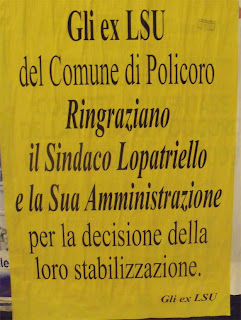 Gli ex LSU
del Comune di Policoro
Ringraziano
il Sindaco Lopatriello
e la Sua Amministrazione
per la decisione della
loro stabilizzazione.
Gli ex LSU